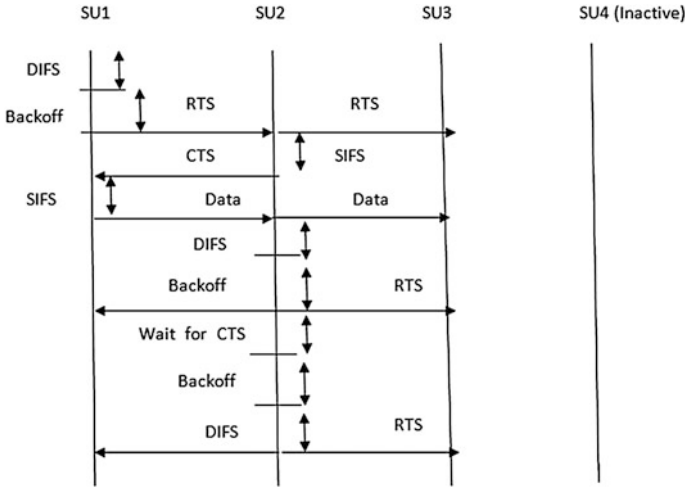 SU1 SU2 SU3 SU4 (Inactive)
DIFS
RTS RTS
Backoff
CTS SIFS
SIFS Data Data
DIFS
Backoff RTS
Wait for CTS
Backoff
DIFS RTS